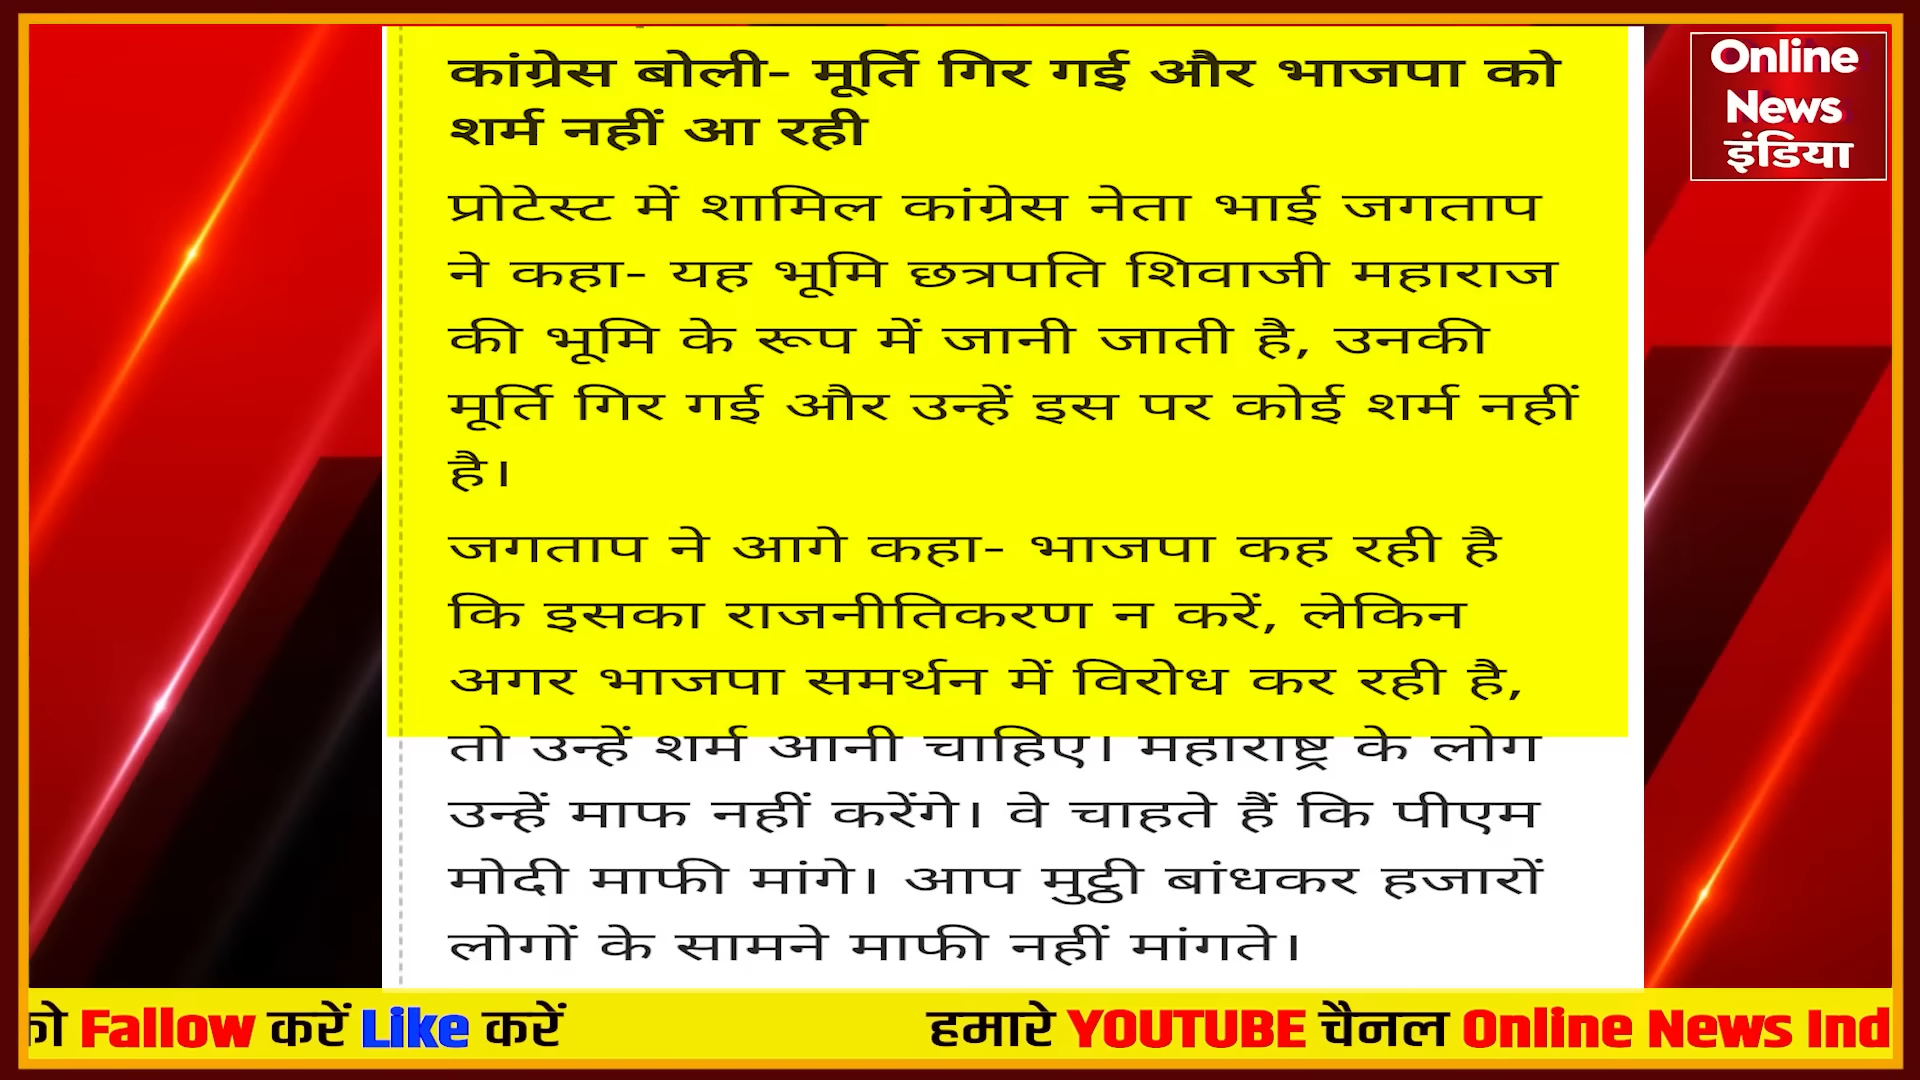 कांग्रेस बोली- मूर्ति गिर गई और भाजपा को
शर्म नहीं आ रही
प्रोटेस्ट में शामिल कांग्रेस नेता भाई जगताप
ने कहा- यह भूमि छत्रपति शिवाजी महाराज
की भूमि के रूप में जानी जाती है, उनकी
मूर्ति गिर गई और उन्हें इस पर कोई शर्म नहीं
है।
जगताप ने आगे कहा- भाजपा कह रही है
कि इसका राजनीतिकरण न करें, लेकिन
अगर भाजपा समर्थन में विरोध कर रही है,
तो उन्हें शर्म आनी चाहिए। महाराष्ट्र के लोग
उन्हें माफ नहीं करेंगे। वे चाहते हैं कि पीएम
मोदी माफी मांगे। आप मुट्ठी बांधकर हजारों
लोगों के सामने माफी नहीं मांगते।
Online
News
इंडिया
को Fallow करें Like करें हमारे YOUTUBE चैनल Online News Ind